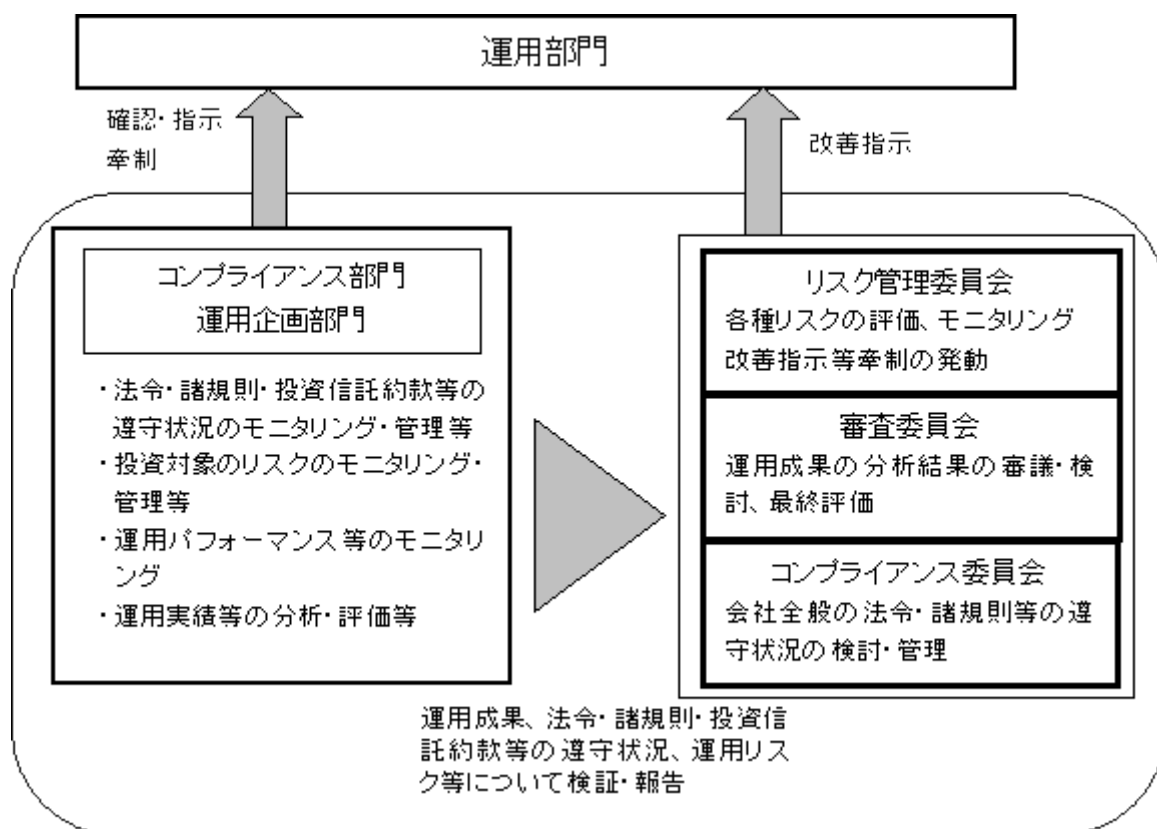 運用部門
確認・指示
牽制
改善指示
コンプライアンス部門
運用企画部門
・法令・諸規則・投資信託約款等の
遵守状況のモニタリング・管理等
・投資対象のリスクのモニタリング・
管理等
・運用パフォーマンス等のモニタリ
ング
・運用実績等の分析・評価等
リスク管理委員会
各種リスクの評価、モニタリング
改善指示等牽制の発動
審査委員会
運用成果の分析結果の審議・検
討、最終評価
コンプライアンス委員会
会社全般の法令・諸規則等の遵
守状況の検討・管理
運用成果、法令・諸規則・投資信
託約款等の遵守状況、運用リス
ク等について検証・報告